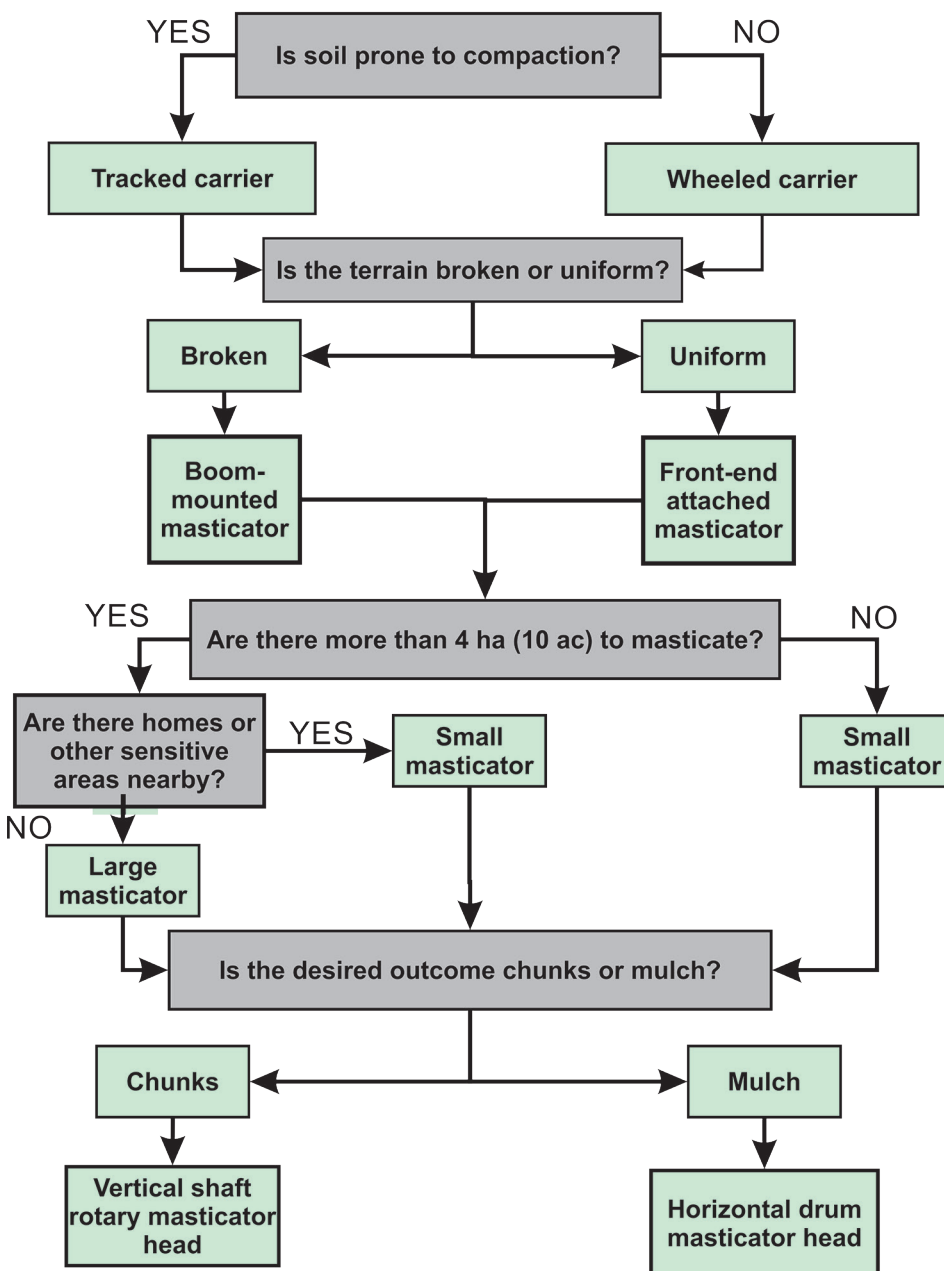 YES
NO
Is soil prone to compaction?
Tracked carrier
Wheeled carrier
Is the terrain broken or uniform?
Broken
Uniform
Boom-
mounted
masticator
Front-end
attached
masticator
YES
NO
Are there more than 4 ha (10 ac) to masticate?
Are there homes or
other sensitive
areas nearby?
YES
Small
masticator
Small
masticator
NO
Large
masticator
Is the desired outcome chunks or mulch?
Chunks
Mulch
Vertical shaft
rotary masticator
head
Horizontal drum
masticator head